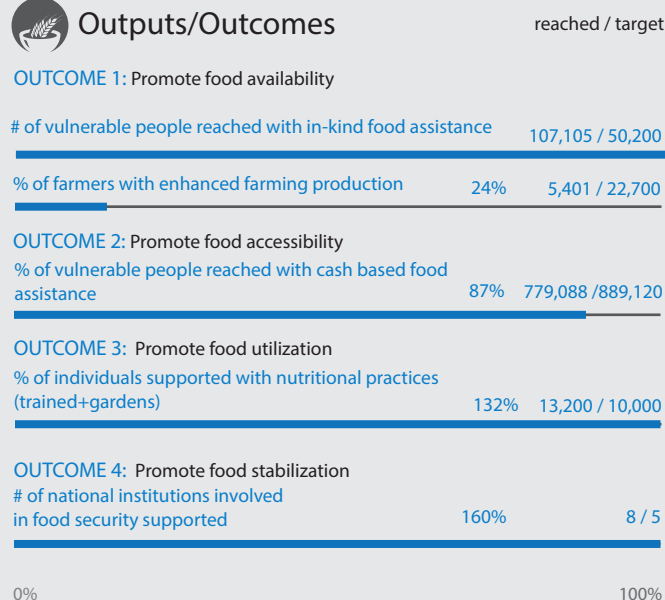 Outputs/Outcomes
reached / target
OUTCOME 1: Promote food availability
# of vulnerable people reached with in-kind food assistance 107,105 / 50,200
% of farmers with enhanced farming production 24% 5,401 / 22,700
OUTCOME 2: Promote food accessibility
% of vulnerable people reached with cash based food
assistance 87% 779,088 /889,120
OUTCOME 3: Promote food utilization
% of individuals supported with nutritional practices
(trained+gardens) 132% 13,200 / 10,000
OUTCOME 4: Promote food stabilization
# of national institutions involved
in food security supported 160% 8 / 5
0% 100%